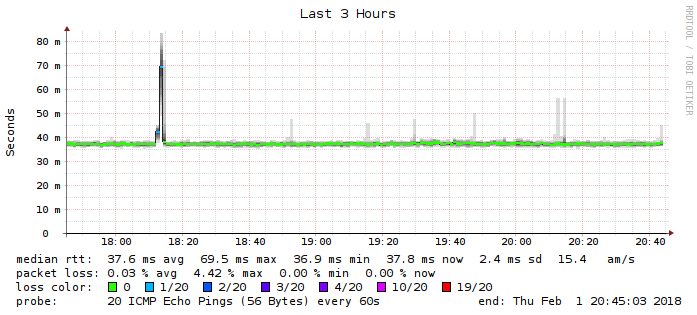 Last 3 Hours
RRDTOOL / TOBI OETIKER
Seconds
80 m
70 m
60 m
50 m
40 m
30 m
20 m
10 m
0
18:00 18:20 18:40 19:00 19:20 19:40 20:00 20:20 20:40
median rtt: 37.6 ms avg 69.5 ms max 36.9 ms min 37.8 ms now 2.4 ms sd 15.4 am/s
packet loss: 0.03 % avg 4.42 % max 0.00 % min 0.00 % now
loss color: 0 1/20 2/20 3/20 4/20 10/20 19/20
probe: 20 ICMP Echo Pings (56 Bytes) every 60s end: Thu Feb 1 20:45:03 2018